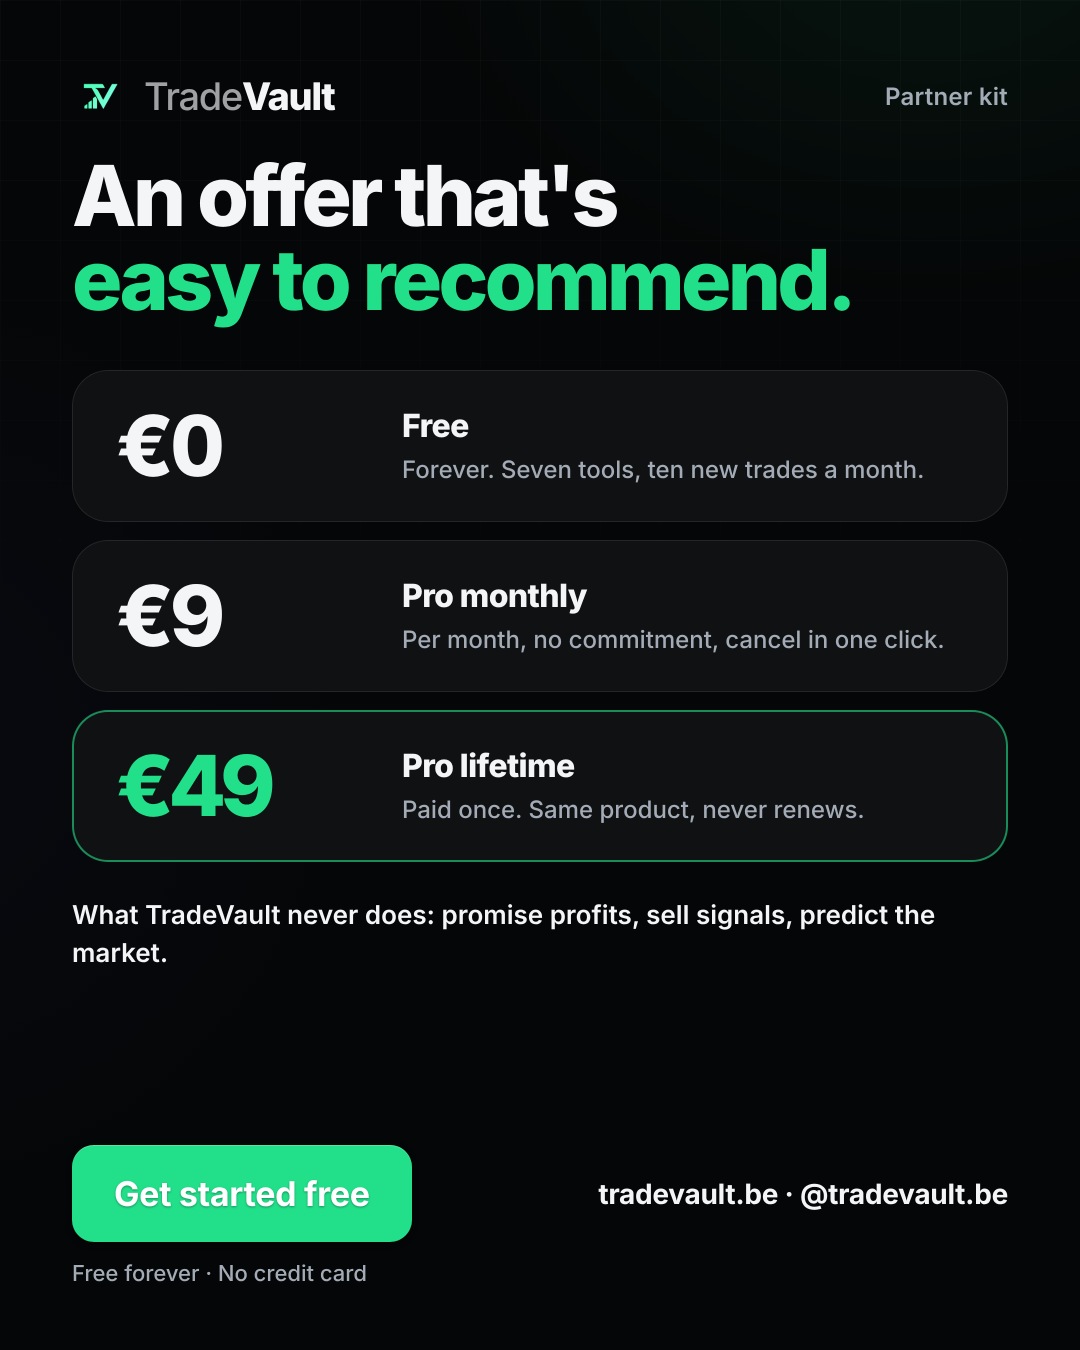 TradeVault
Partner kit
An offer that's
easy to recommend.
€0
Free
Forever. Seven tools, ten new trades a month.
€9
Pro monthly
Per month, no commitment, cancel in one click.
€49
Pro lifetime
Paid once. Same product, never renews.
What TradeVault never does: promise profits, sell signals, predict the
market.
Get started free
tradevault.be · @tradevault.be
Free forever · No credit card